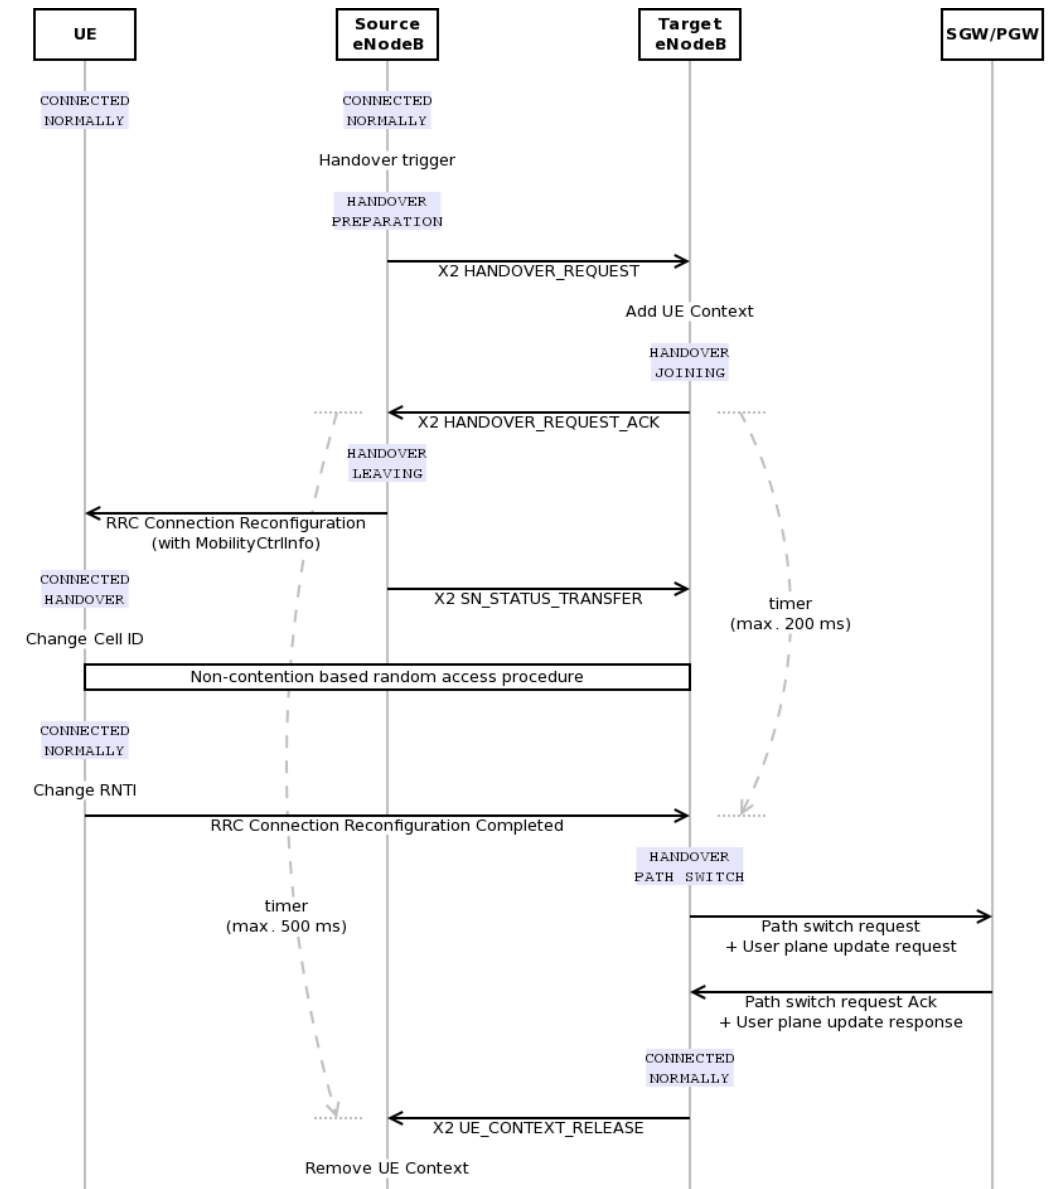 UE
Source
eNodeB
Target
eNodeB
SGW/PGW
CONNECTED
NORMALLY
CONNECTED
NORMALLY
Handover trigger
HANDOVER
PREPARATION
X2 HANDOVER_REQUEST
Add UE Context
HANDOVER
JOINING
X2 HANDOVER_REQUEST_ACK
HANDOVER
LEAVING
RRC Connection Reconfiguration
(with MobilityCtrlInfo)
CONNECTED
HANDOVER
X2 SN_STATUS_TRANSFER
timer
(max. 200 ms)
Change Cell ID
Non-contention based random access procedure
CONNECTED
NORMALLY
Change RNTI
RRC Connection Reconfiguration Completed
HANDOVER
PATH SWITCH
timer
(max. 500 ms)
Path switch request
+ User plane update request
Path switch request Ack
+ User plane update response
CONNECTED
NORMALLY
X2 UE_CONTEXT_RELEASE
Remove UE Context